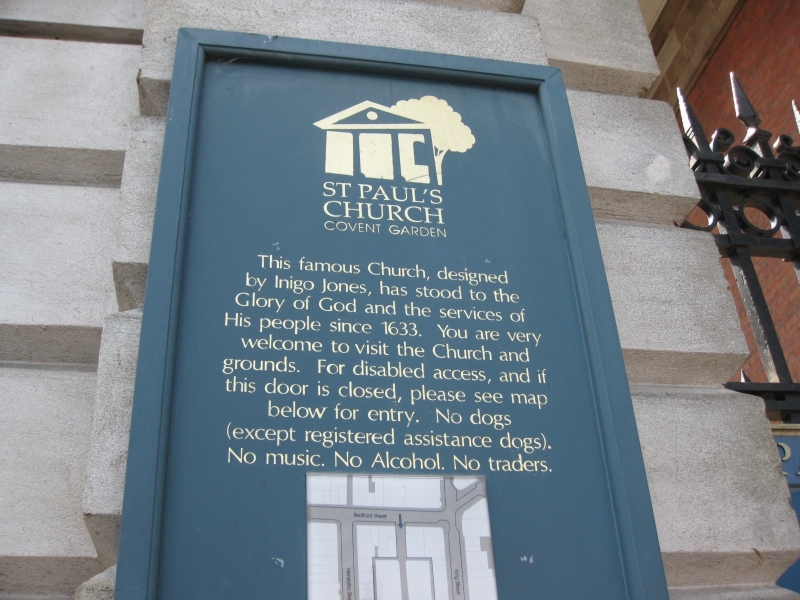 ST PAUL'S
CHURCH
COVENT GARDEN
This famous Church, designed
by Inigo Jones, has stood to the
Glory of God and the services of
His people since 1633. You are very
welcome to visit the Church and
grounds. For disabled access, and if
this door is closed, please see map
below for entry. No dogs
(except registered assistance dogs).
No music. No Alcohol. No traders.
Bedford Street